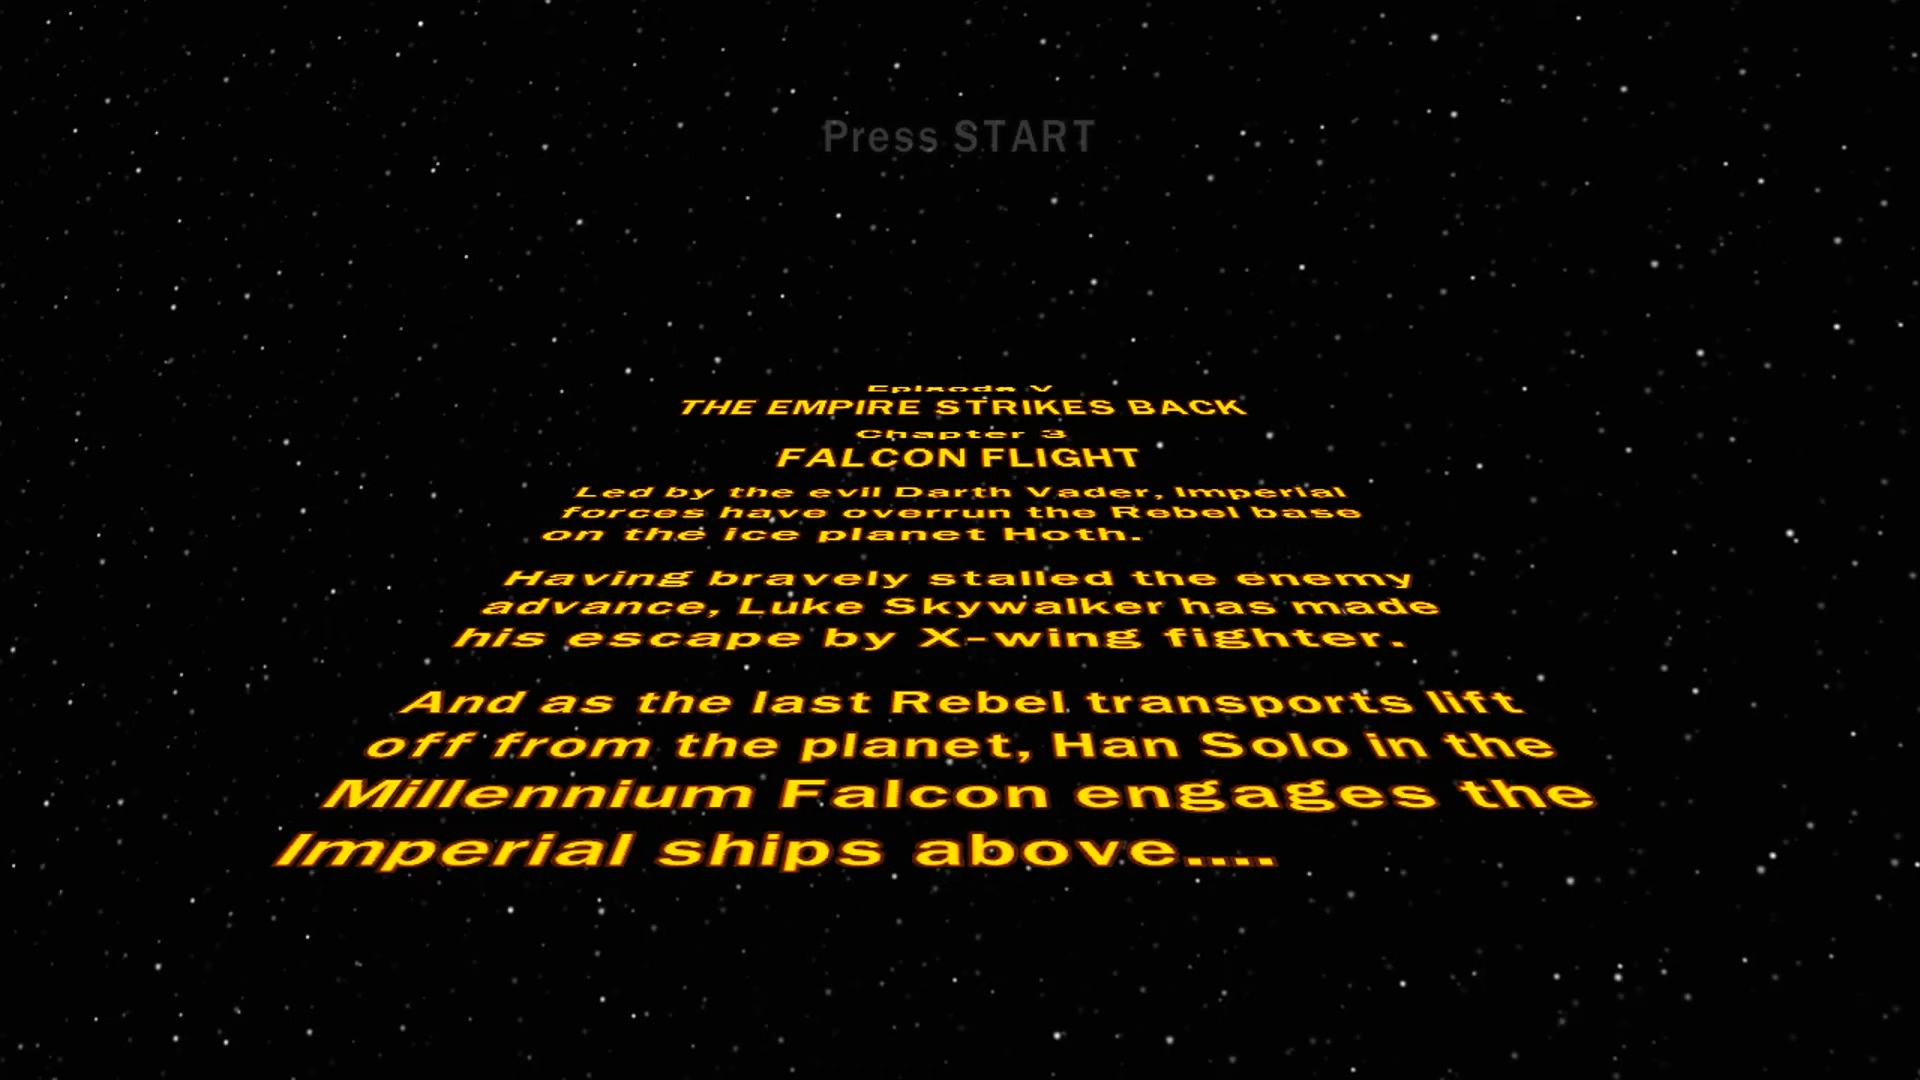 Press START
Episode V
THE EMPIRE STRIKES BACK
Chapter 3
FALCON FLIGHT
Led by the evil Darth Vader, Imperial
forces have overrun the Rebel base
on the ice planet Hoth.
Having bravely stalled the enemy
advance, Luke Skywalker has made
his escape by X-wing fighter.
And as the last Rebel transports lift
off from the planet, Han Solo in the
Millennium Falcon engages the
Imperial ships above....